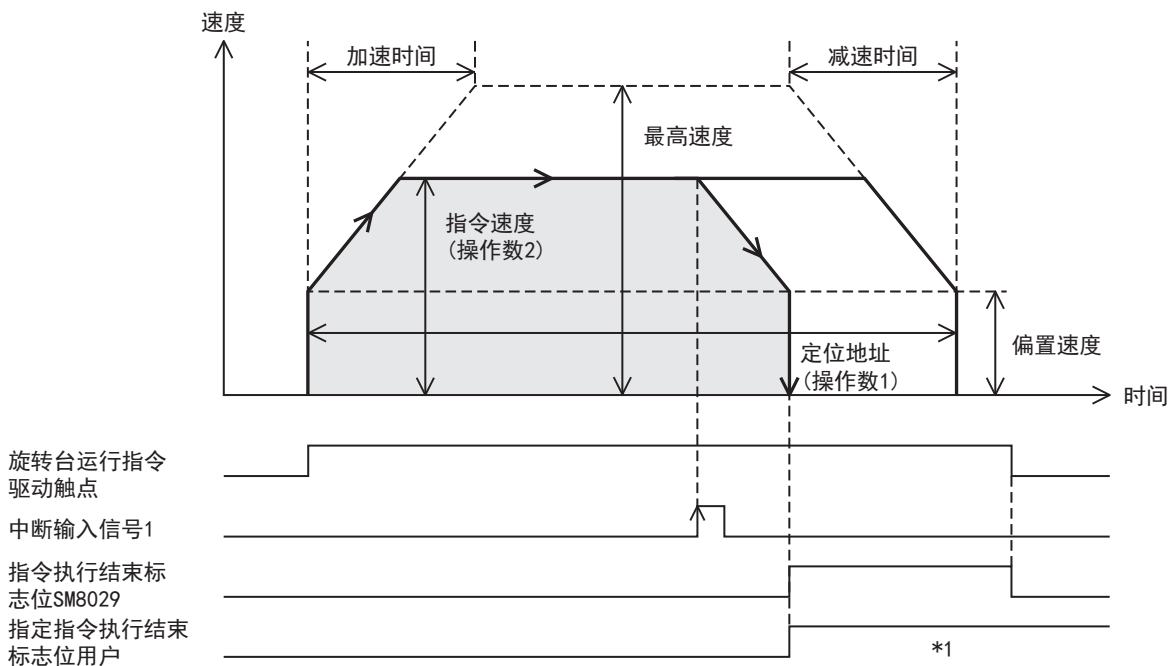 速度
加速时间
减速时间
最高速度
指令速度
(操作数2)
定位地址
(操作数1)
偏置速度
时间
旋转台运行指令
驱动触点
中断输入信号1
指令执行结束标
志位SM8029
指定指令执行结束
标志位用户
*1